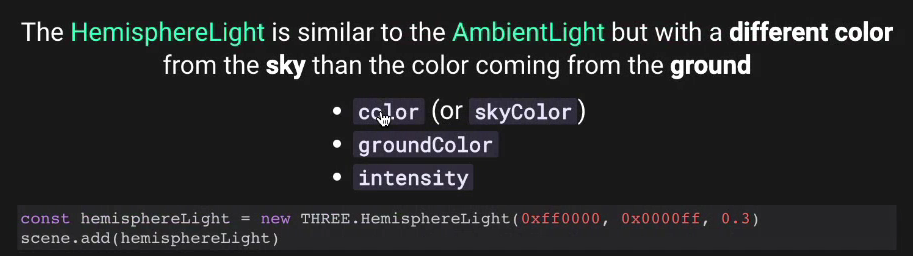 The HemisphereLight is similar to the AmbientLight but with a different color
from the sky than the color coming from the ground
• color (or skyColor)
• groundColor
• intensity
const hemisphereLight = new THREE.HemisphereLight(0xff0000, 0x0000ff, 0.3)
scene.add(hemisphereLight)